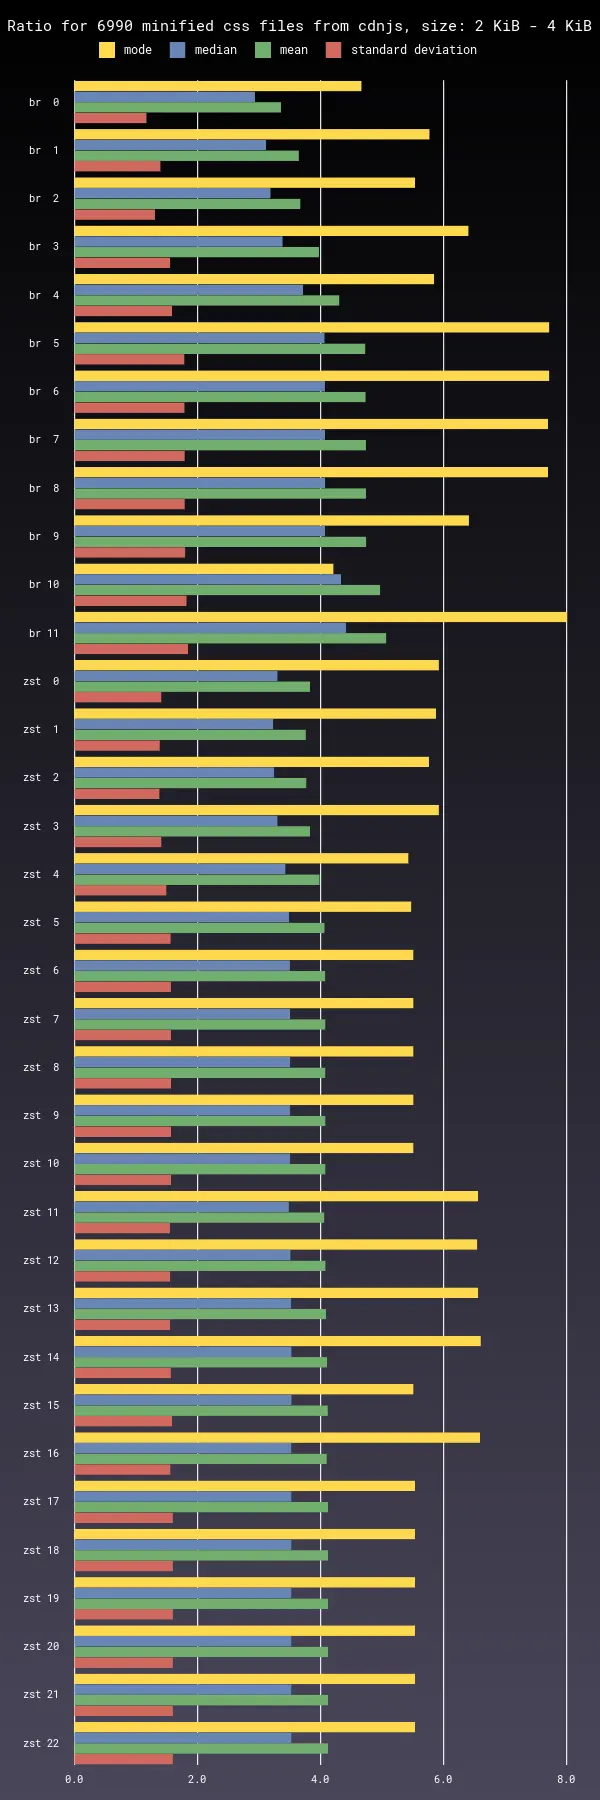 Ratio for 6990 minified css files from cdnjs, size: 2 KiB - 4 KiB
mode median mean standard deviation
br 0
br 1
br 2
br 3
br 4
br 5
br 6
br 7
br 8
br 9
br 10
br 11
zst 0
zst 1
zst 2
zst 3
zst 4
zst 5
zst 6
zst 7
zst 8
zst 9
zst 10
zst 11
zst 12
zst 13
zst 14
zst 15
zst 16
zst 17
zst 18
zst 19
zst 20
zst 21
zst 22
0.0 2.0 4.0 6.0 8.0